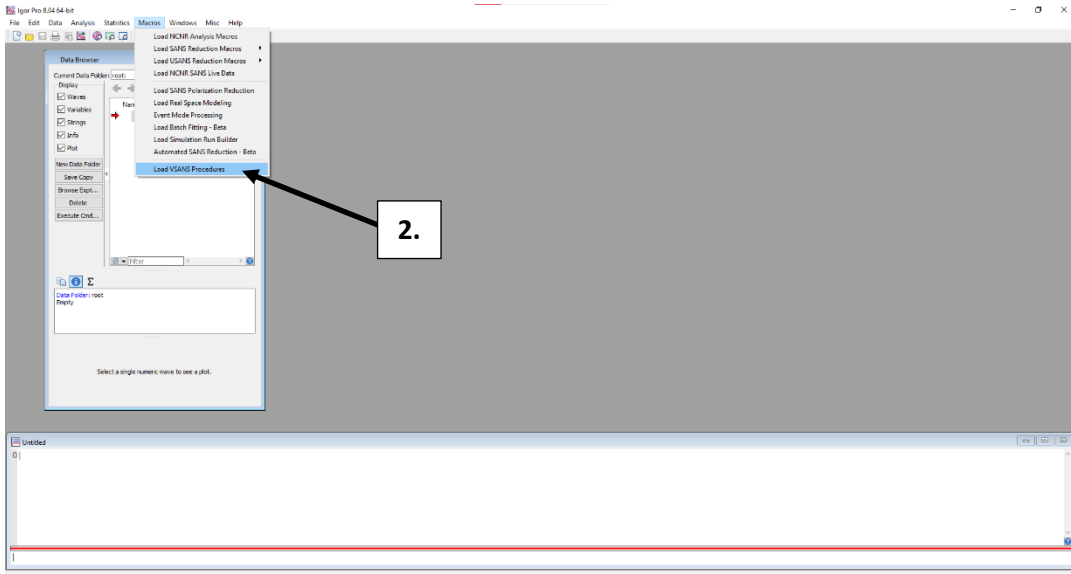 Igor Pro 8.04 64-bit
File Edit Data Analysis Statistics Macros Windows Misc Help
Load NCNR Analysis Macros
Load SANS Reduction Macros
Load USANS Reduction Macros
Load NCNR SANS Live Data
Load SANS Polarization Reduction
Load Real Space Modeling
Event Mode Processing
Load Batch Fitting - Beta
Load Simulation Run Builder
Automated SANS Reduction - Beta
Load VSANS Procedures
Data Browser
Current Data Folder: root:
Display
Waves
Variables
Strings
Info
Plot
Nam
New Data Folder
Save Copy
Browse Expt...
Delete
Execute Cmd...
Filter
Σ
Data Folder: root
Empty
Select a single numeric wave to see a plot.
2.
Untitled
0